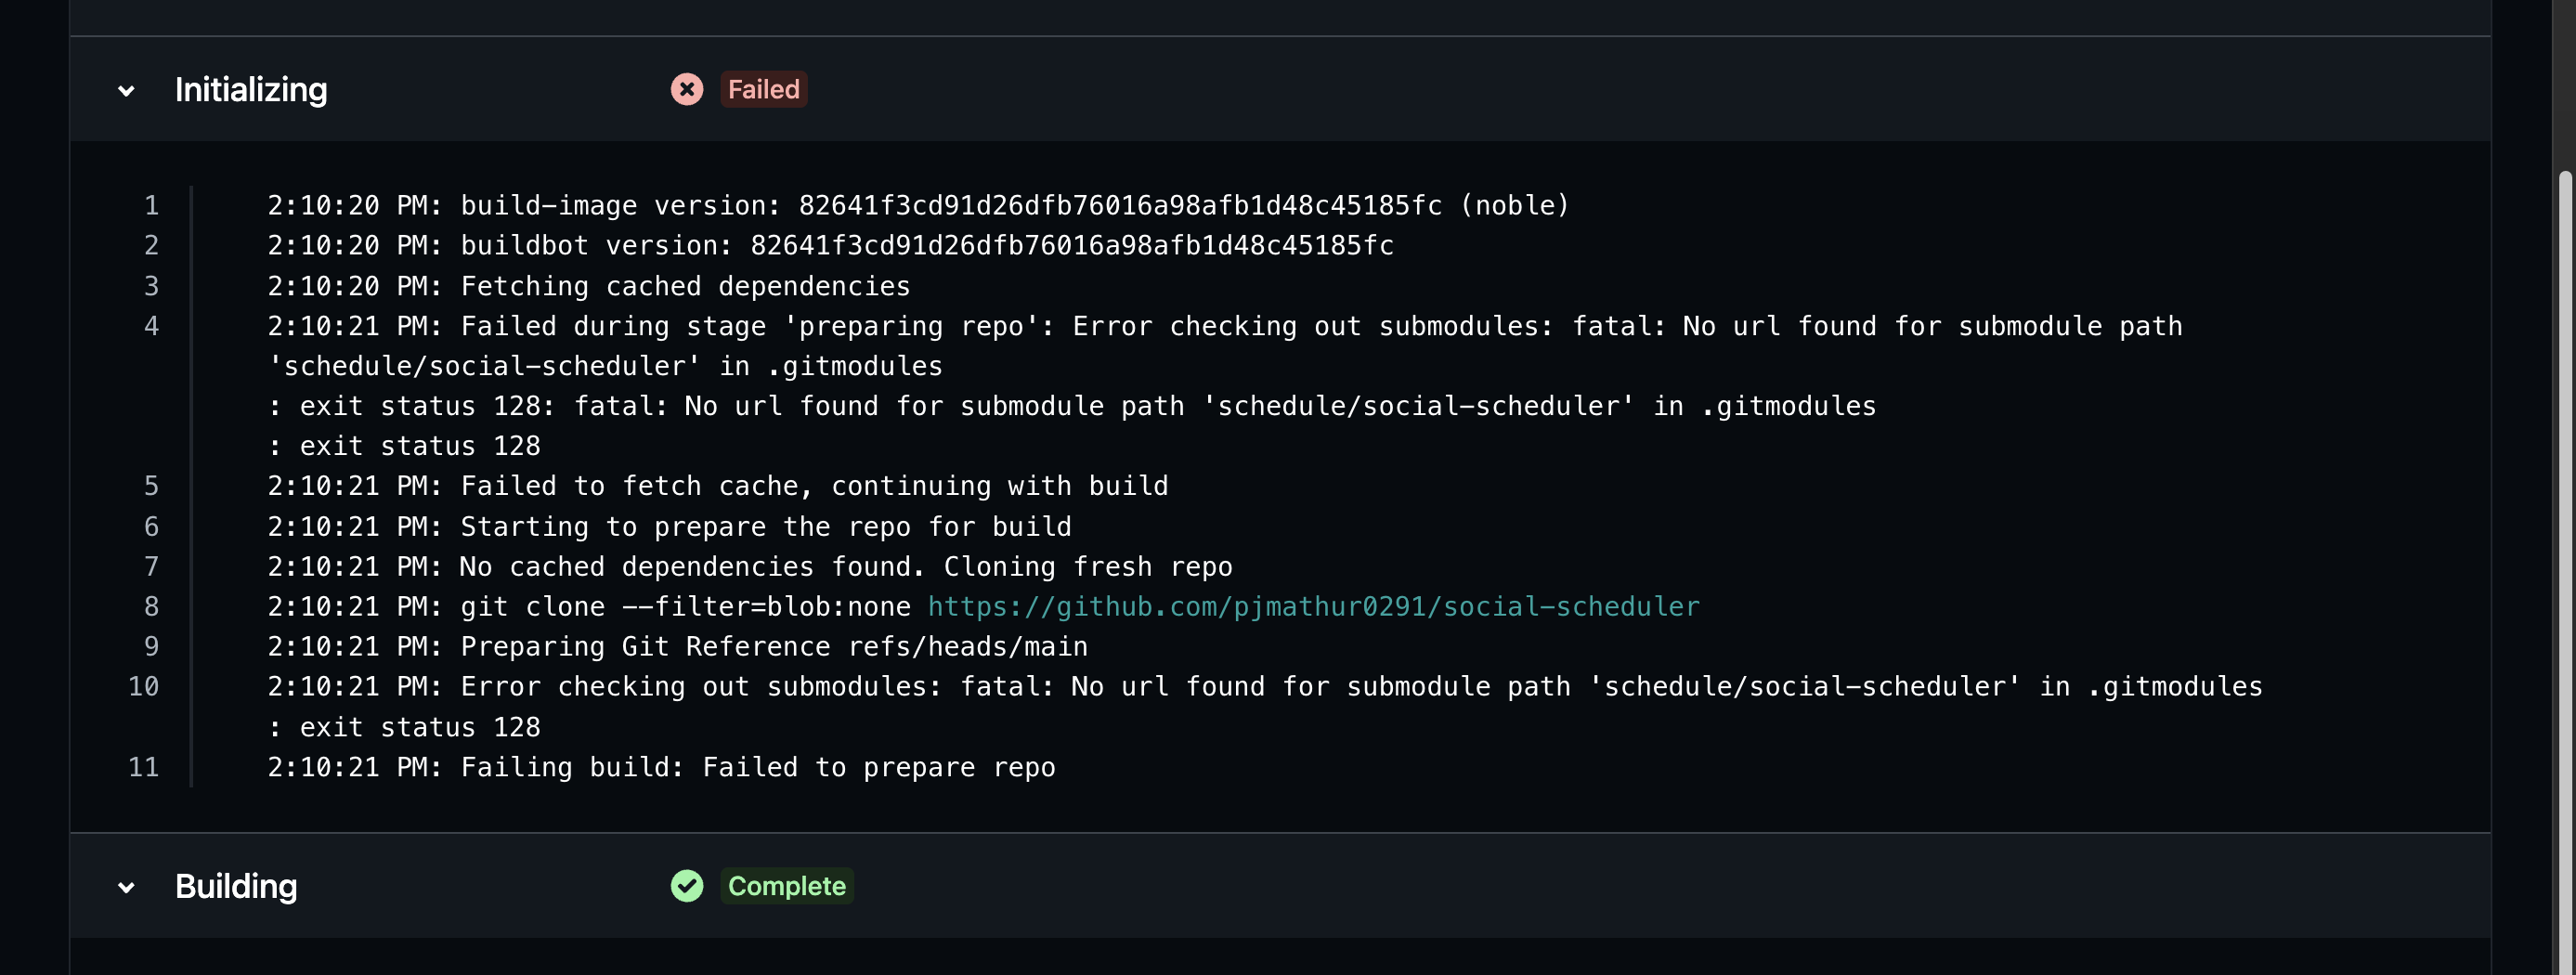 Initializing
Failed
1 2:10:20 PM: build-image version: 82641f3cd91d26dfb76016a98afb1d48c45185fc (noble)
2 2:10:20 PM: buildbot version: 82641f3cd91d26dfb76016a98afb1d48c45185fc
3 2:10:20 PM: Fetching cached dependencies
4 2:10:21 PM: Failed during stage 'preparing repo': Error checking out submodules: fatal: No url found for submodule path
'schedule/social-scheduler' in .gitmodules
: exit status 128: fatal: No url found for submodule path 'schedule/social-scheduler' in .gitmodules
: exit status 128
5 2:10:21 PM: Failed to fetch cache, continuing with build
6 2:10:21 PM: Starting to prepare the repo for build
7 2:10:21 PM: No cached dependencies found. Cloning fresh repo
8 2:10:21 PM: git clone --filter=blob:none https://github.com/pjmathur0291/social-scheduler
9 2:10:21 PM: Preparing Git Reference refs/heads/main
10 2:10:21 PM: Error checking out submodules: fatal: No url found for submodule path 'schedule/social-scheduler' in .gitmodules
: exit status 128
11 2:10:21 PM: Failing build: Failed to prepare repo
Building
Complete